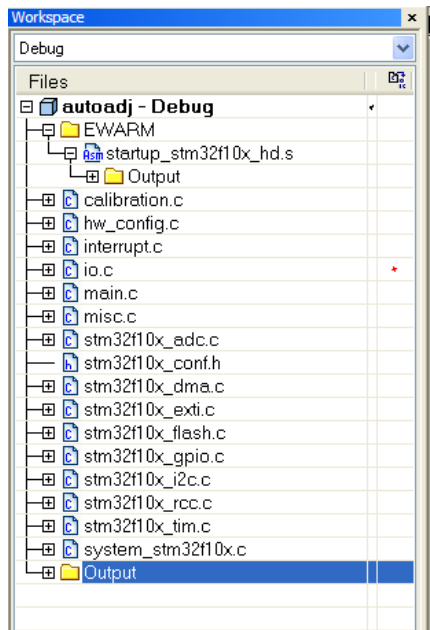 Workspace
Debug
Files
autoadj - Debug
EWARM
startup_stm32f10x_hd.s
Output
calibration.c
hw_config.c
interrupt.c
io.c
main.c
misc.c
stm32f10x_adc.c
stm32f10x_conf.h
stm32f10x_dma.c
stm32f10x_exti.c
stm32f10x_flash.c
stm32f10x_gpio.c
stm32f10x_i2c.c
stm32f10x_rcc.c
stm32f10x_tim.c
system_stm32f10x.c
Output